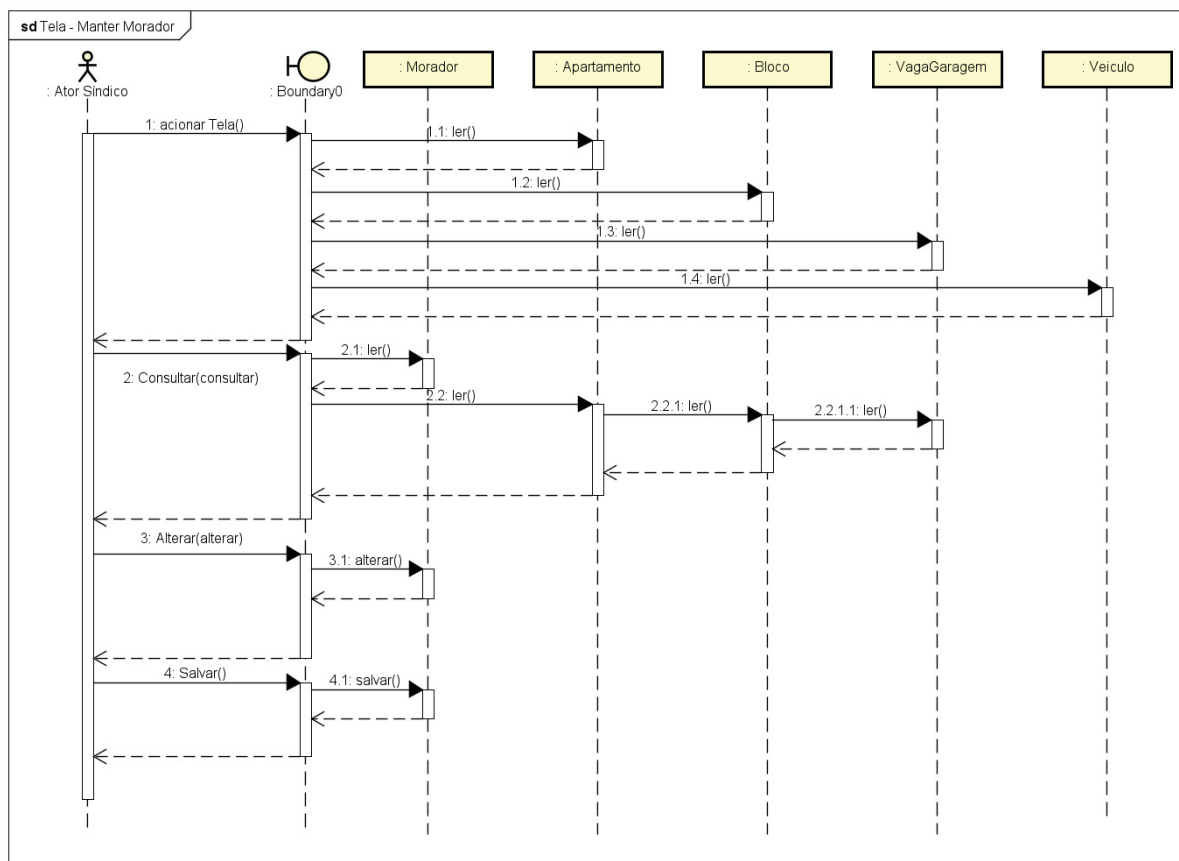 sd Tela - Manter Morador
: Ator Síndico
: Boundary0
: Morador
: Apartamento
: Bloco
: VagaGaragem
: Veiculo
1: acionar Tela()
1.1: ler()
1.2: ler()
1.3: ler()
1.4: ler()
2: Consultar(consultar)
2.1: ler()
2.2: ler()
2.2.1: ler()
2.2.1.1: ler()
3: Alterar(alterar)
3.1: alterar()
4: Salvar()
4.1: salvar()